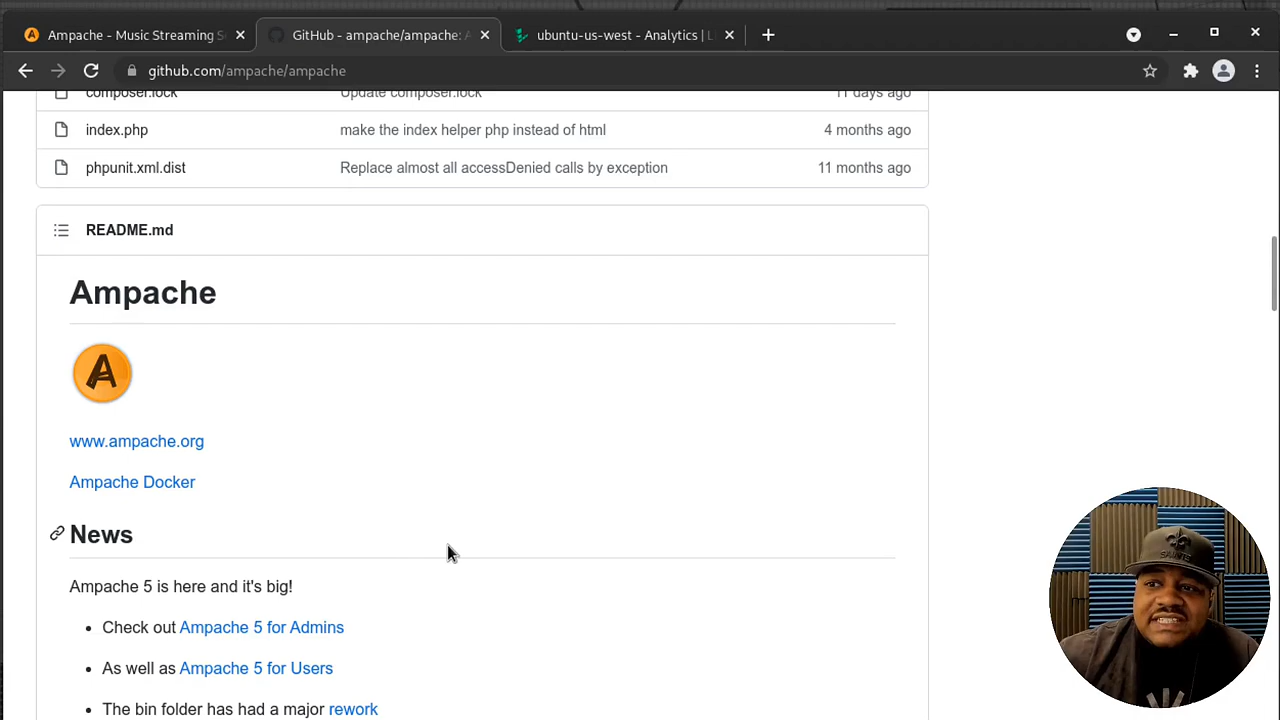 Ampache - Music Streaming S
GitHub - ampache/ampache: A
ubuntu-us-west - Analytics | L
github.com/ampache/ampache
composer.lock Update composer.lock 11 days ago
index.php make the index helper php instead of html 4 months ago
phpunit.xml.dist Replace almost all accessDenied calls by exception 11 months ago
README.md
Ampache
A
www.ampache.org
Ampache Docker
News
Ampache 5 is here and it's big!
• Check out Ampache 5 for Admins
• As well as Ampache 5 for Users
• The bin folder has had a major rework
SAINTS